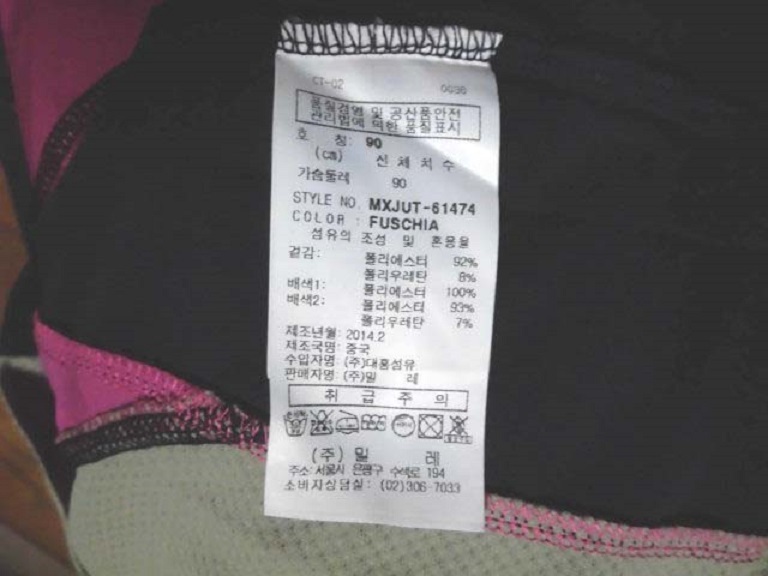 CT-02 0090
품질경영 및 공산품안전
관리법에 의한 품질표시
호 칭: 90
(cm) 신체치수
가슴둘레 90
STYLE NO. MXJUT-61474
COLOR : FUSCHIA
섬유의 조성 및 혼용율
겉감: 폴리에스터 92%
폴리우레탄 8%
배색1: 폴리에스터 100%
배색2: 폴리에스터 93%
폴리우레탄 7%
제조년월: 2014.2
제조국명: 중국
수입자명: (주)대홍섬유
판매자명: (주)밀 레
취 급 주 의
(주) 밀 레
주소: 서울시 은평구 수색로 194
소비자상담실: (02)306-7033